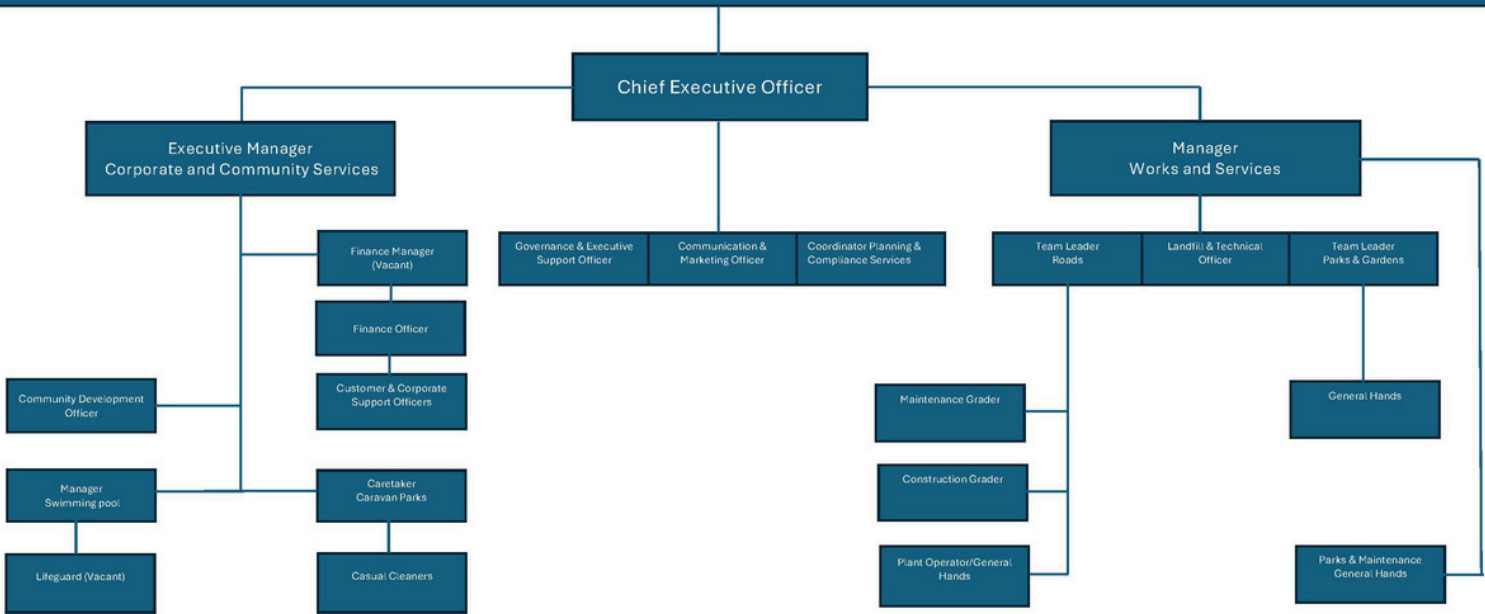 Chief Executive Officer
Executive Manager
Corporate and Community Services
Manager
Works and Services
Finance Manager
(Vacant)
Governance & Executive
Support Officer
Communication &
Marketing Officer
Coordinator Planning &
Compliance Services
Team Leader
Roads
Landfill & Technical
Officer
Team Leader
Parks & Gardens
Finance Officer
Community Development
Officer
Customer & Corporate
Support Officers
Maintenance Grader
General Hands
Manager
Swimming pool
Caretaker
Caravan Parks
Construction Grader
Lifeguard (Vacant)
Casual Cleaners
Plant Operator/General
Hands
Parks & Maintenance
General Hands